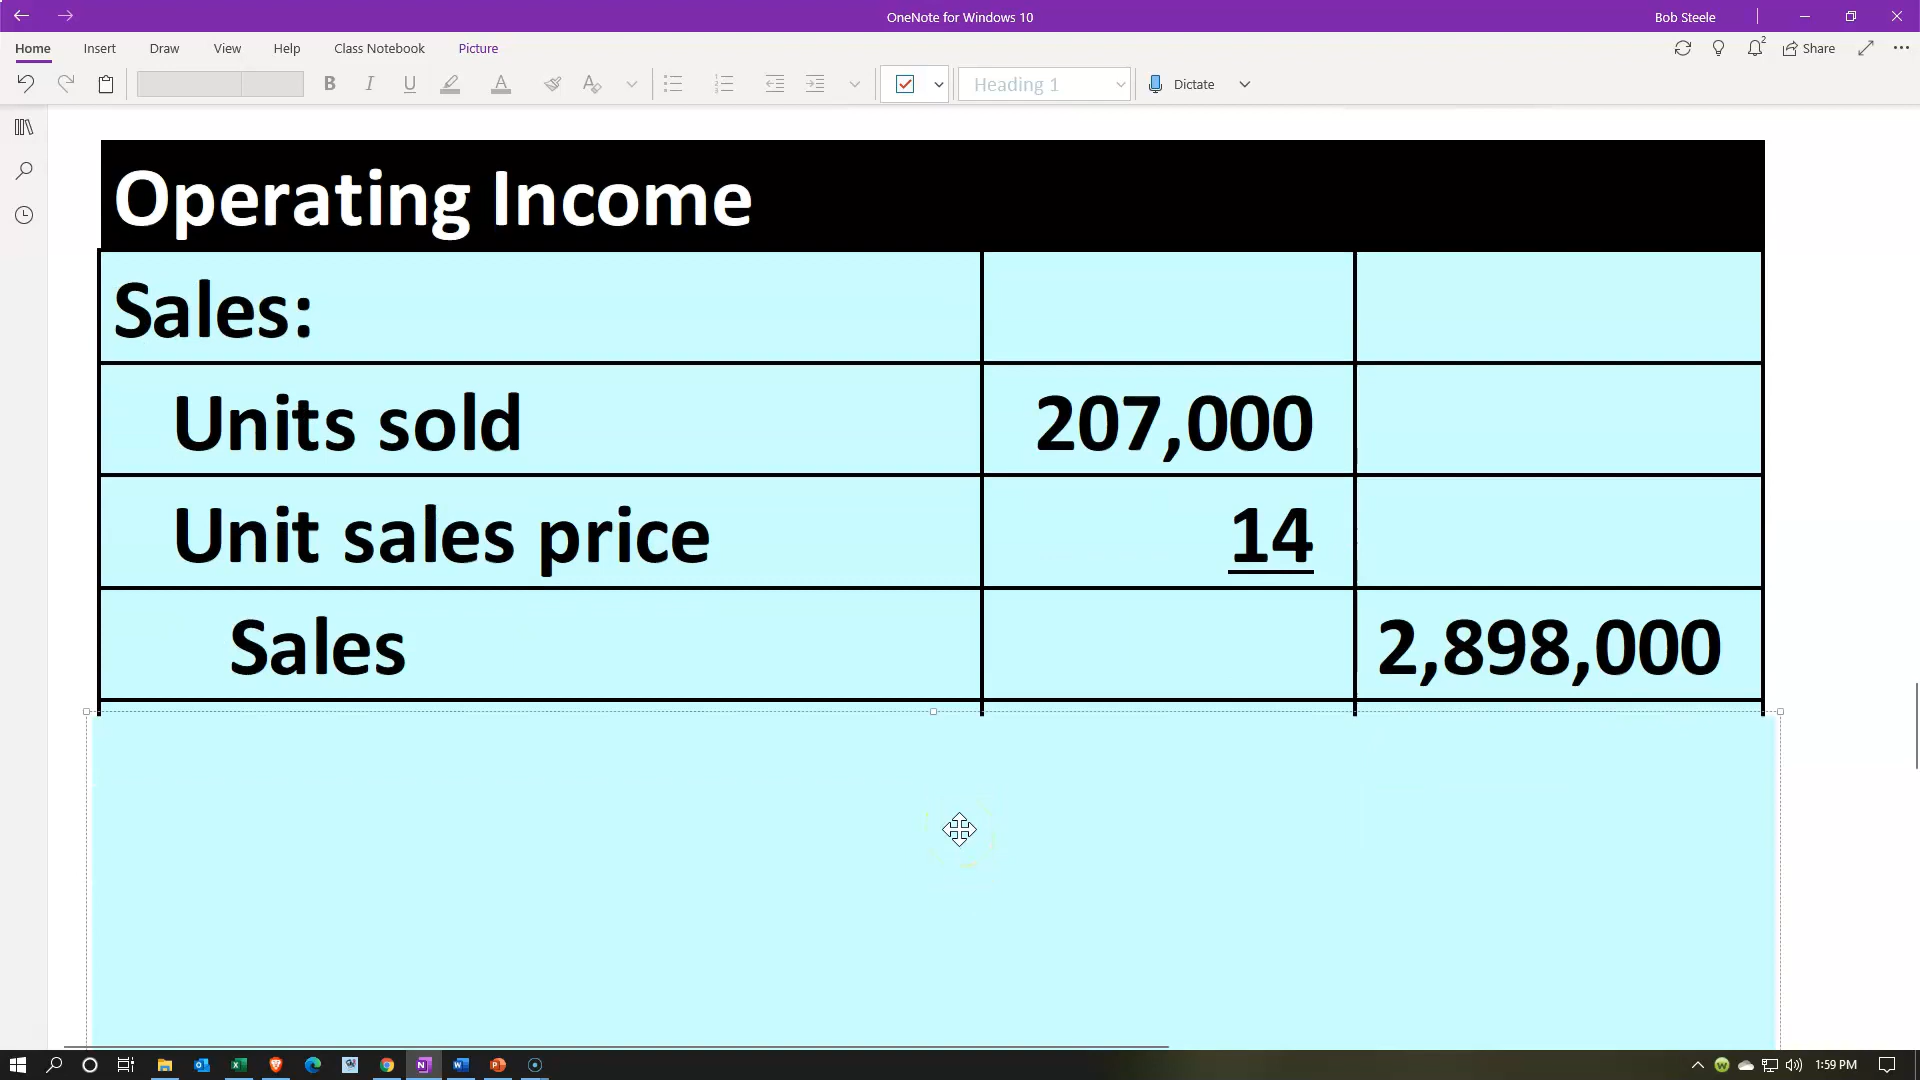 OneNote for Windows 10
Bob Steele
Home Insert Draw View Help Class Notebook Picture
2
Share
B I U A
Heading 1
Dictate
Operating Income
Sales:
Units sold 207,000
Unit sales price 14
Sales 2,898,000
1:59 PM